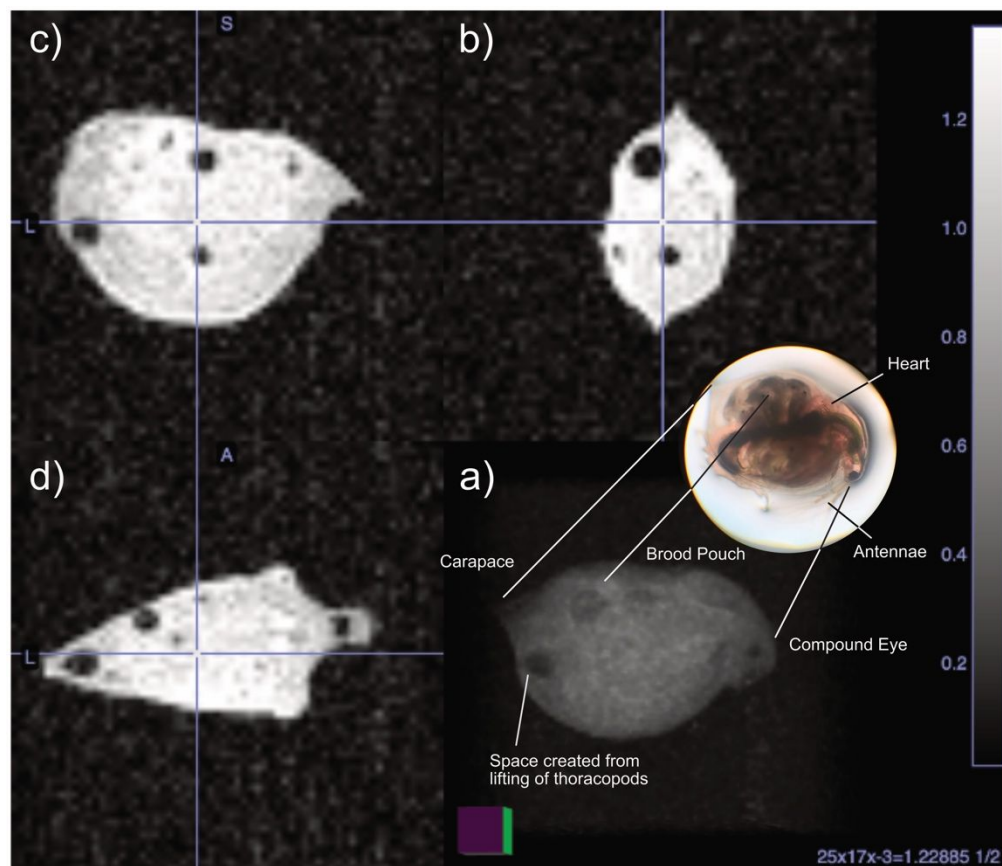 c)
S
b)
L
1.2
1.0
0.8
0.6
0.4
0.2
d)
A
L
a)
Heart
Carapace
Brood Pouch
Antennae
Compound Eye
Space created from
lifting of thoracopods
25x17x-3=1.22885 1/2